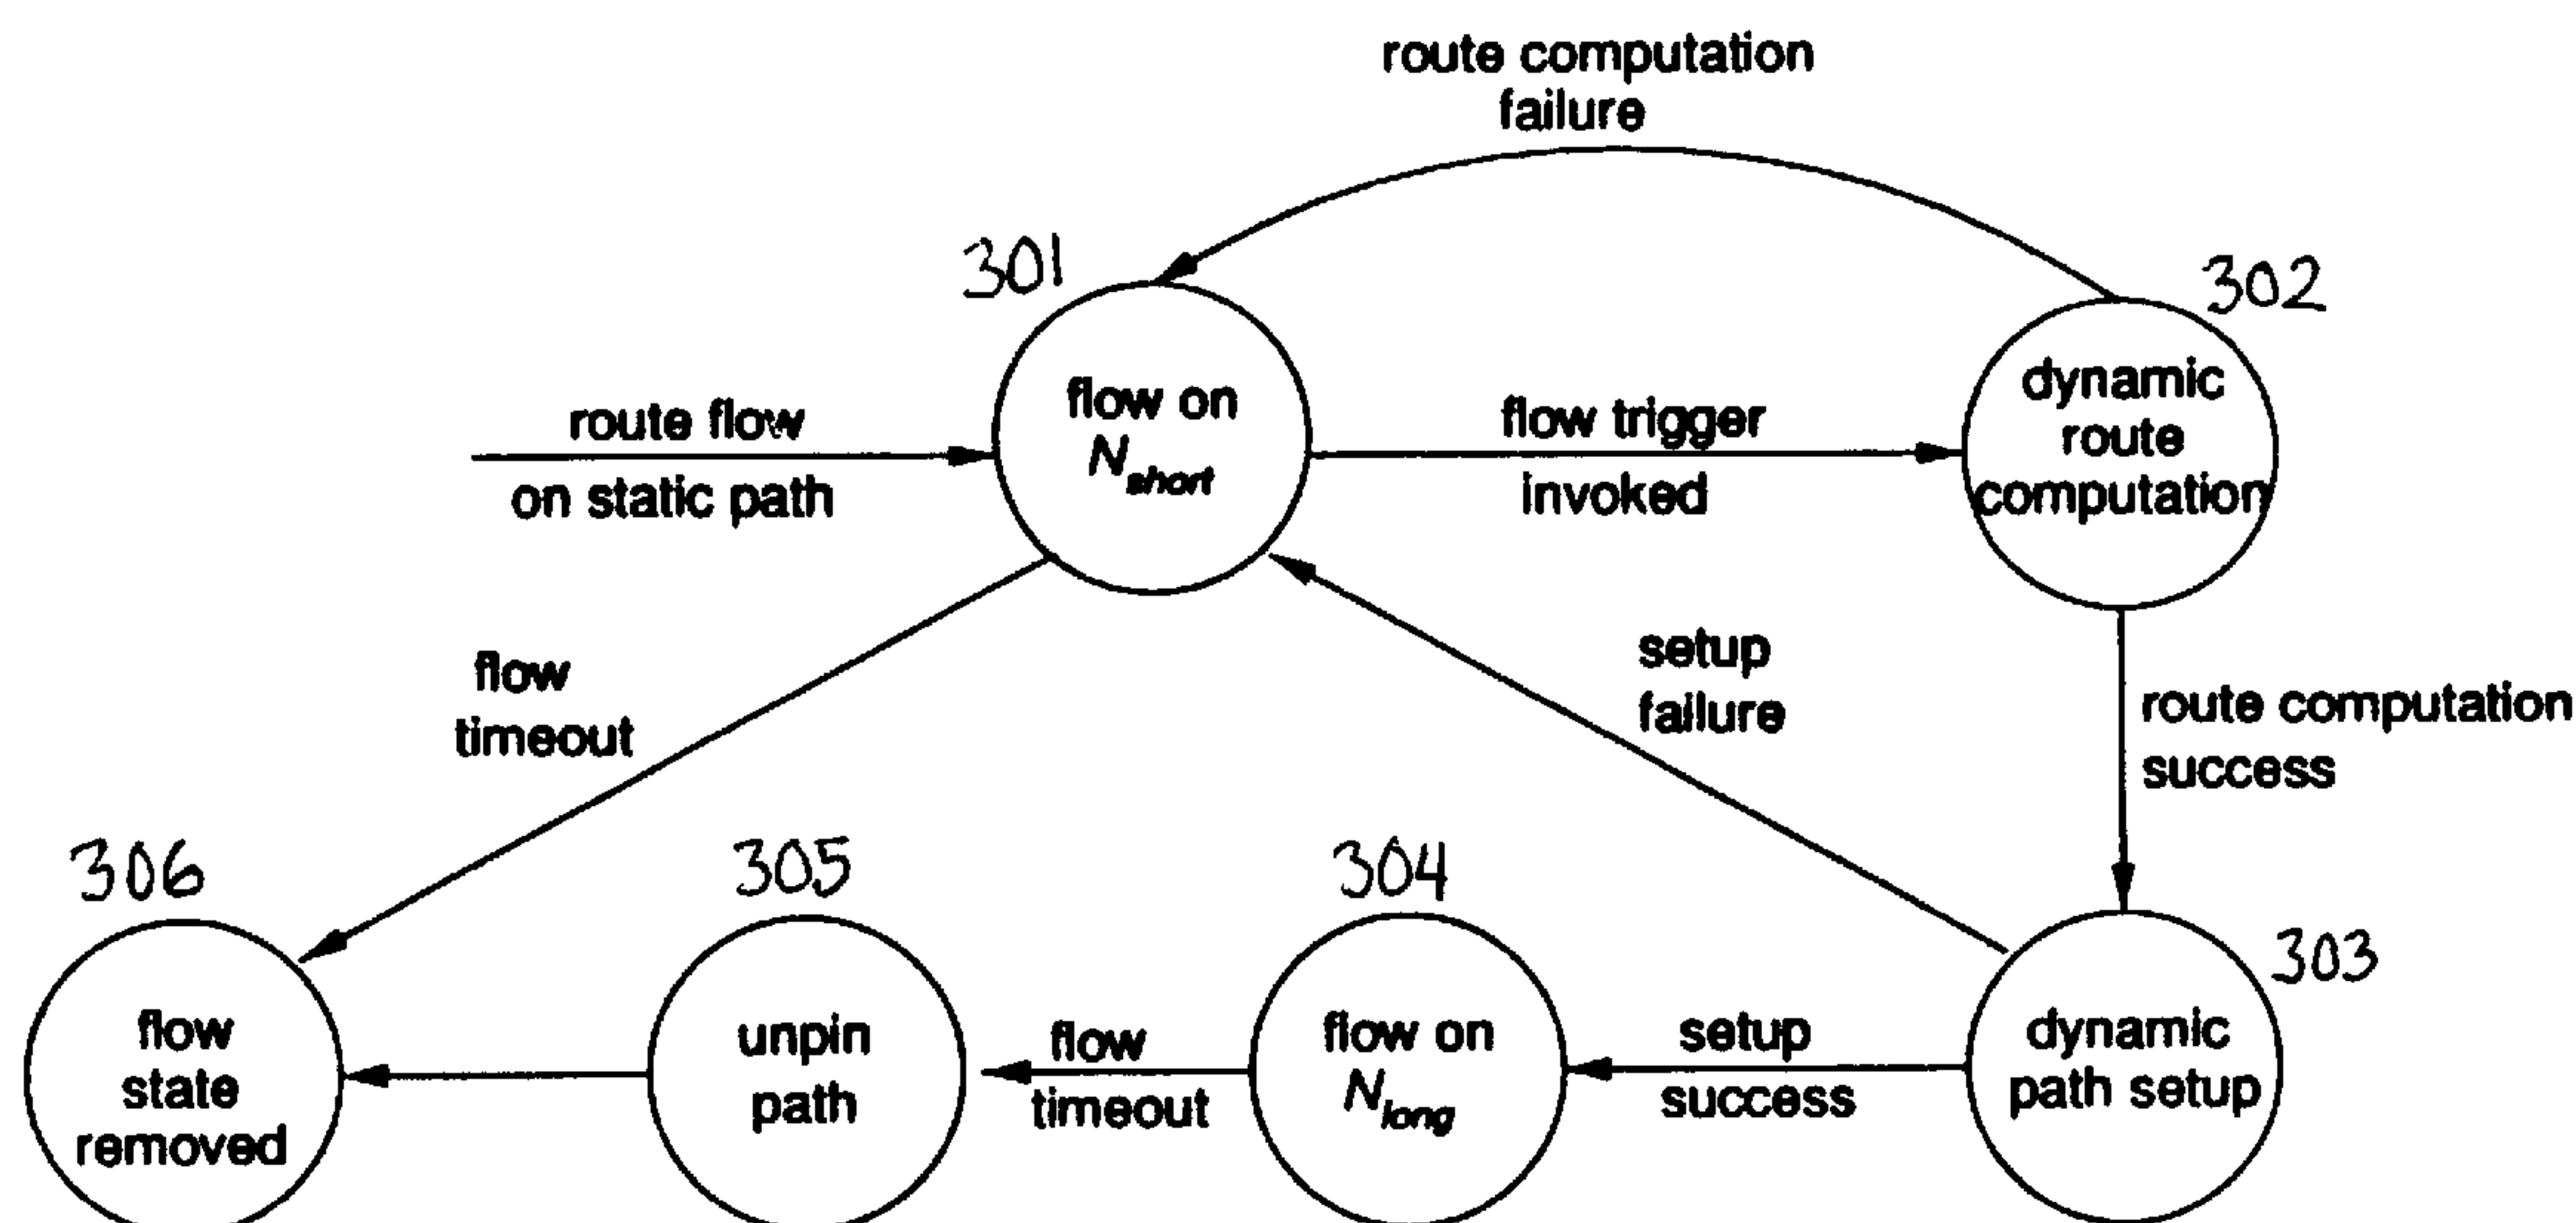 route computation
failure
301
302
flow on
N_short
dynamic
route
computation
route flow
on static path
flow trigger
invoked
flow
timeout
setup
failure
route computation
success
306
305
304
303
flow
state
removed
unpin
path
flow
timeout
flow on
N_long
setup
success
dynamic
path setup